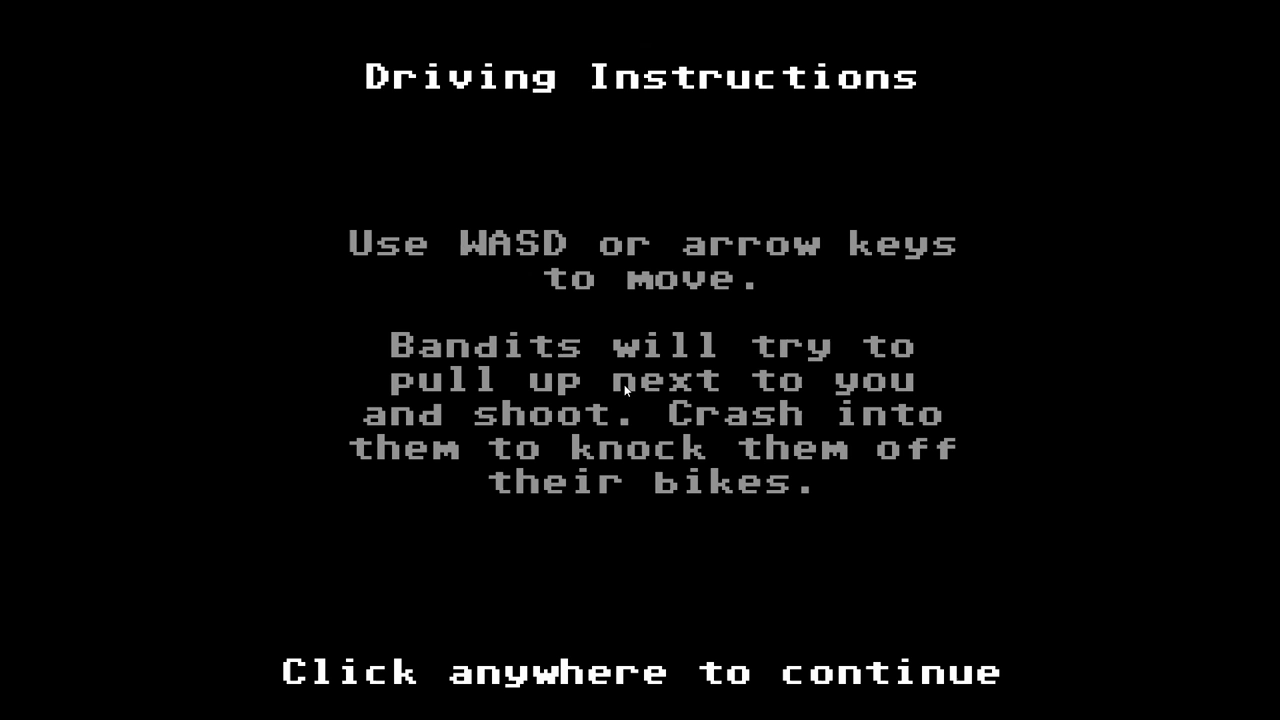 Driving Instructions
Use WASD or arrow keys
to move.
Bandits will try to
pull up next to you
and shoot. Crash into
them to knock them off
their bikes.
Click anywhere to continue